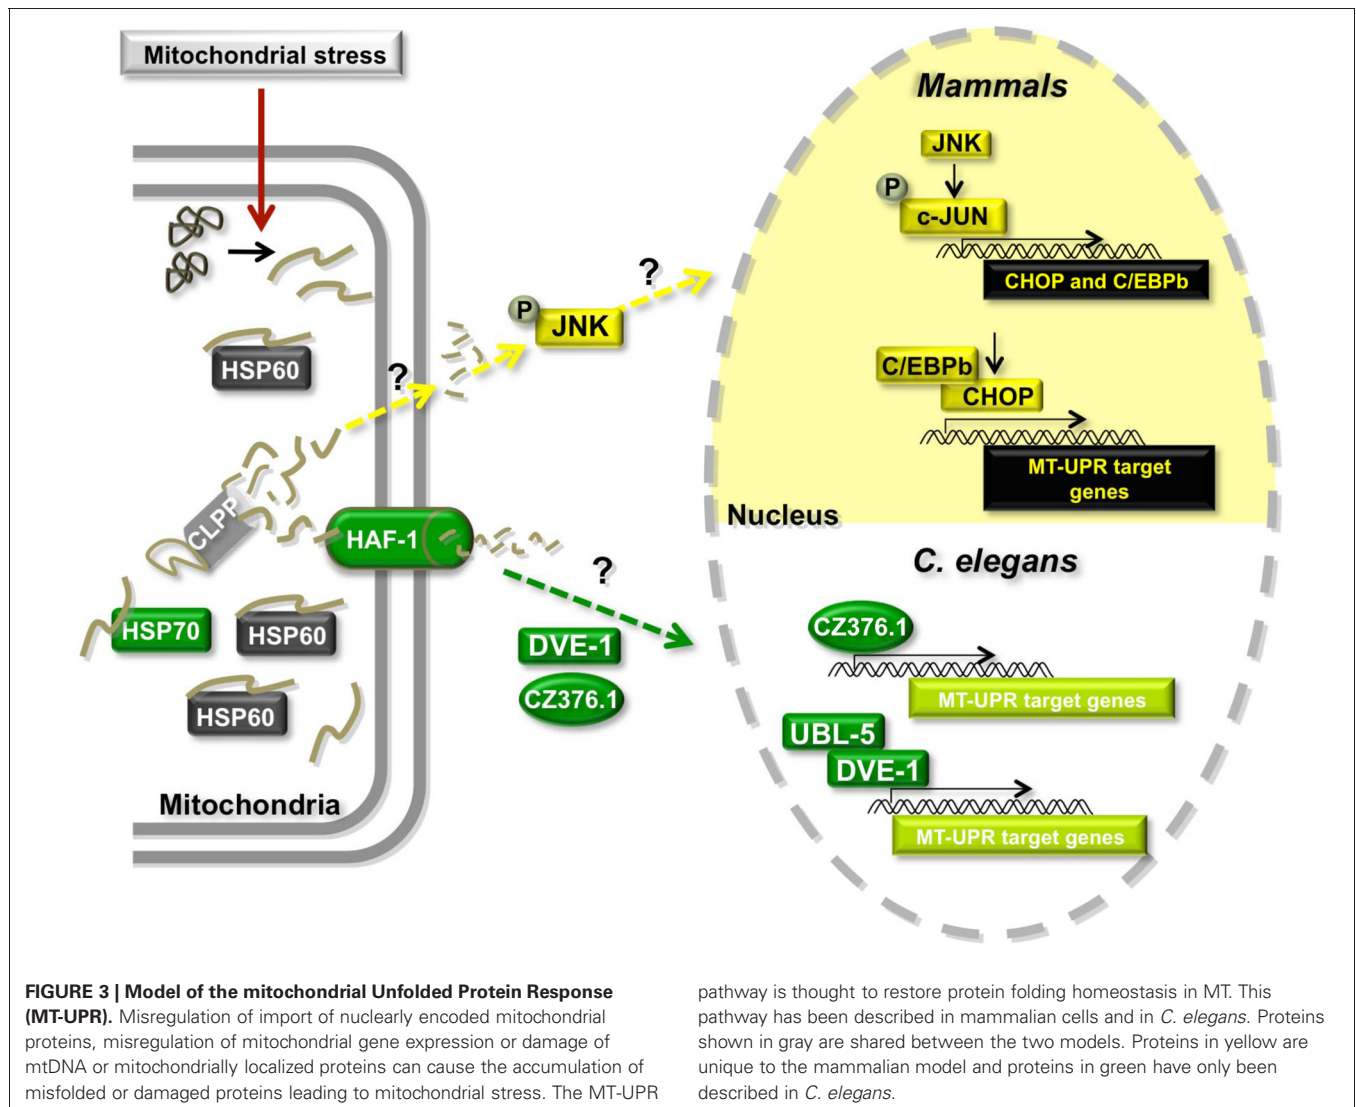 Mitochondrial stress
Mammals
JNK
P
c-JUN
CHOP and C/EBPb
?
P
JNK
?
HSP60
C/EBPb
CHOP
MT-UPR target
genes
Nucleus
CLPP
HAF-1
?
C. elegans
HSP70
HSP60
DVE-1
CZ376.1
CZ376.1
MT-UPR target genes
HSP60
UBL-5
DVE-1
MT-UPR target genes
Mitochondria
FIGURE 3 | Model of the mitochondrial Unfolded Protein Response
(MT-UPR). Misregulation of import of nuclearly encoded mitochondrial
proteins, misregulation of mitochondrial gene expression or damage of
mtDNA or mitochondrially localized proteins can cause the accumulation of
misfolded or damaged proteins leading to mitochondrial stress. The MT-UPR
pathway is thought to restore protein folding homeostasis in MT. This
pathway has been described in mammalian cells and in C. elegans. Proteins
shown in gray are shared between the two models. Proteins in yellow are
unique to the mammalian model and proteins in green have only been
described in C. elegans.